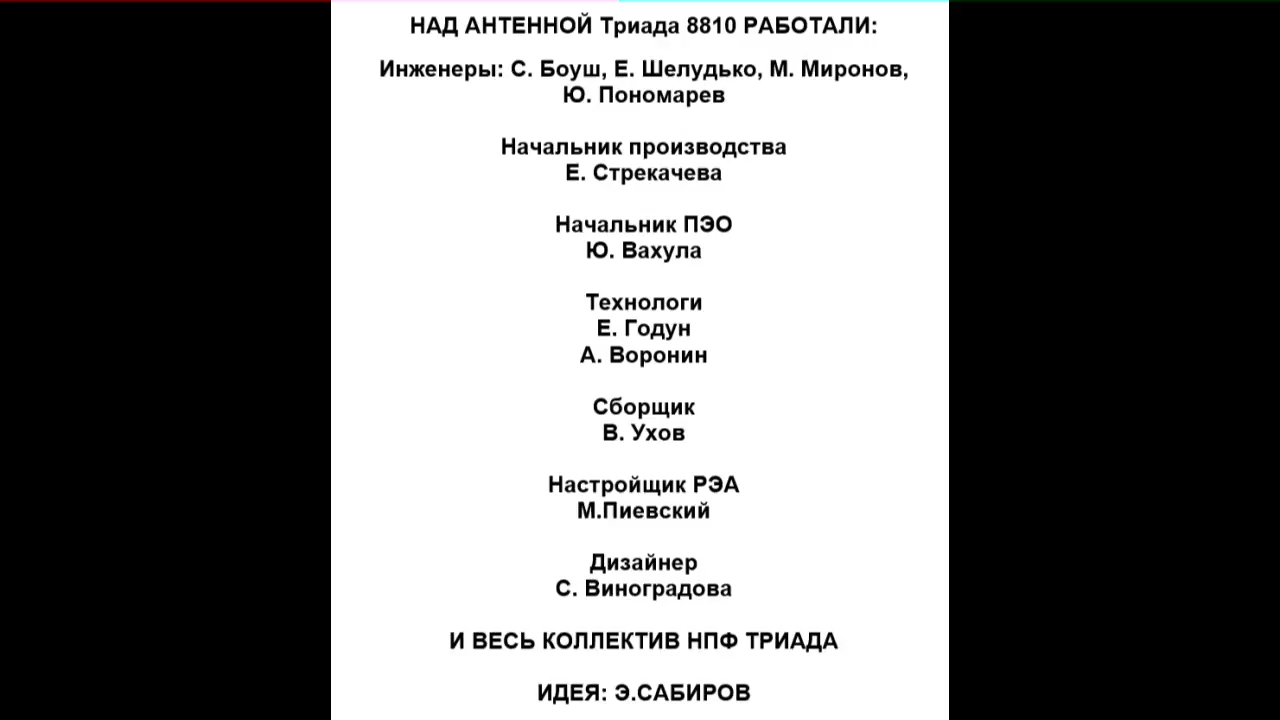 НАД АНТЕННОЙ Триада 8810 РАБОТАЛИ:
Инженеры: С. Боуш, Е. Шелудько, М. Миронов,
Ю. Пономарев
Начальник производства
Е. Стрекачева
Начальник ПЭО
Ю. Вахула
Технологи
Е. Годун
А. Воронин
Сборщик
В. Ухов
Настройщик РЭА
М.Пиевский
Дизайнер
С. Виноградова
И ВЕСЬ КОЛЛЕКТИВ НПФ ТРИАДА
ИДЕЯ: Э.САБИРОВ